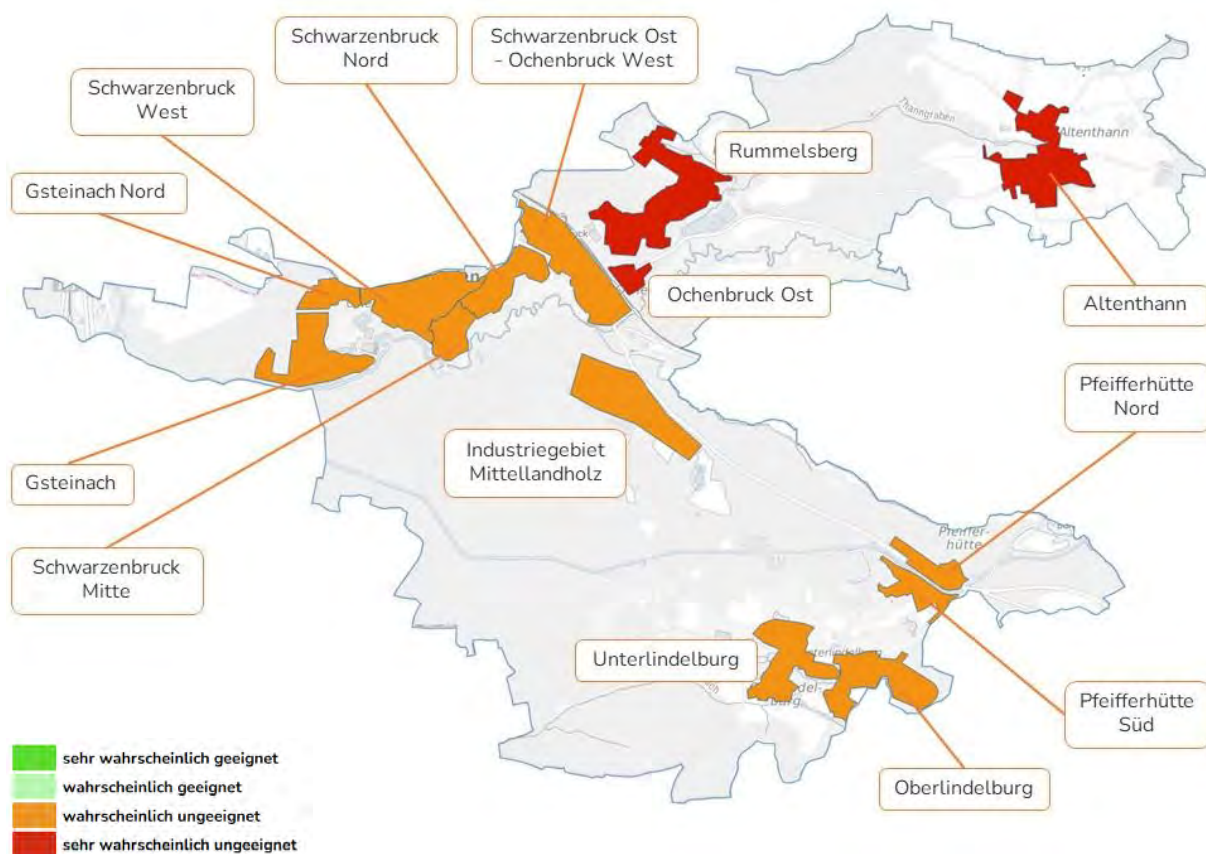 Schwarzenbruck
Nord
Schwarzenbruck Ost
- Ochenbruck West
Schwarzenbruck
West
Gsteinach Nord
Rummelsberg
Altenthann
Ochenbruck Ost
Altenthann
Pfeifferhütte
Nord
Industriegebiet
Mittellandholz
Gsteinach
Schwarzenbruck
Mitte
Pfeiffer-
hütte
Unterlindelburg
Pfeifferhütte
Süd
Oberlindelburg
sehr wahrscheinlich geeignet
wahrscheinlich geeignet
wahrscheinlich ungeeignet
sehr wahrscheinlich ungeeignet